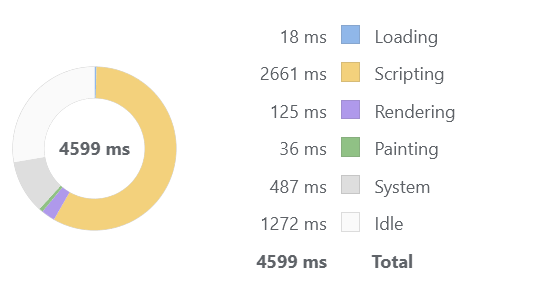 4599 ms
18 ms Loading
2661 ms Scripting
125 ms Rendering
36 ms Painting
487 ms System
1272 ms Idle
4599 ms Total